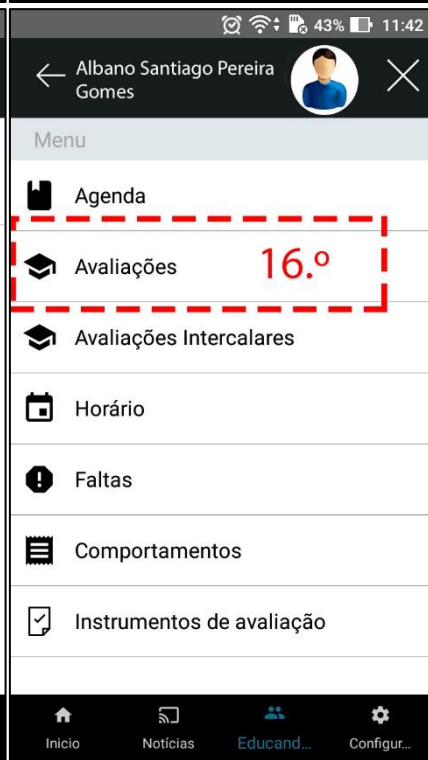 43% 11:42
Albano Santiago Pereira
Gomes
Menu
Agenda
Avaliações 16.º
Avaliações Intercalares
Horário
Faltas
Comportamentos
Instrumentos de avaliação
Inicio Notícias Educand... Configur...